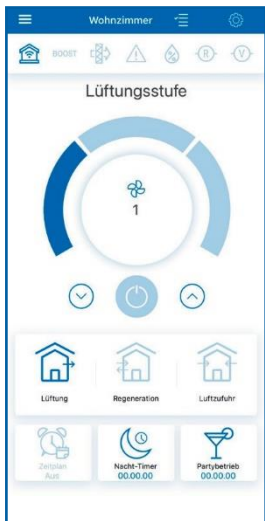 Wohnzimmer
BOOST
R
V
Lüftungsstufe
1
Lüftung
Regeneration
Luftzufuhr
Zeitplan
Aus
Nacht-Timer
00:00:00
Partybetrieb
00:00:00